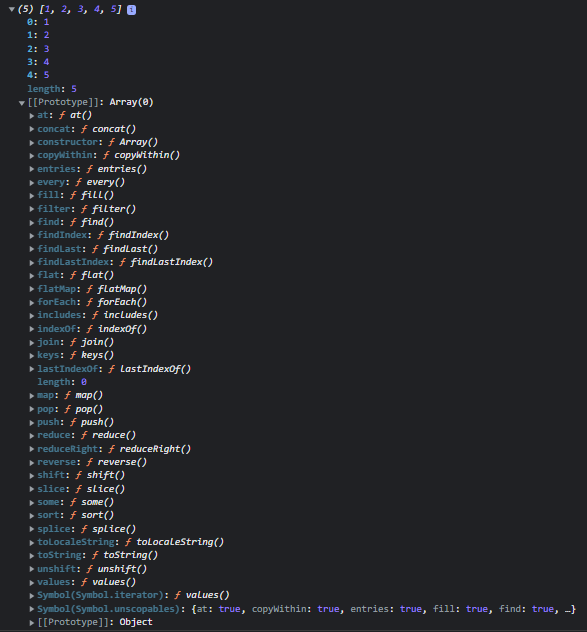 (5) [1, 2, 3, 4, 5] i
0: 1
1: 2
2: 3
3: 4
4: 5
length: 5
[[Prototype]]: Array(0)
at: ƒ at()
concat: ƒ concat()
constructor: ƒ Array()
copyWithin: ƒ copyWithin()
entries: ƒ entries()
every: ƒ every()
fill: ƒ fill()
filter: ƒ filter()
find: ƒ find()
findIndex: ƒ findIndex()
findLast: ƒ findLast()
findLastIndex: ƒ findLastIndex()
flat: ƒ flat()
flatMap: ƒ flatMap()
forEach: ƒ forEach()
includes: ƒ includes()
indexOf: ƒ indexOf()
join: ƒ join()
keys: ƒ keys()
lastIndexOf: ƒ lastIndexOf()
length: 0
map: ƒ map()
pop: ƒ pop()
push: ƒ push()
reduce: ƒ reduce()
reduceRight: ƒ reduceRight()
reverse: ƒ reverse()
shift: ƒ shift()
slice: ƒ slice()
some: ƒ some()
sort: ƒ sort()
splice: ƒ splice()
toLocaleString: ƒ toLocaleString()
toString: ƒ toString()
unshift: ƒ unshift()
values: ƒ values()
Symbol(Symbol.iterator): ƒ values()
Symbol(Symbol.unscopables): {at: true, copyWithin: true, entries: true, fill: true, find: true, …}
[[Prototype]]: Object